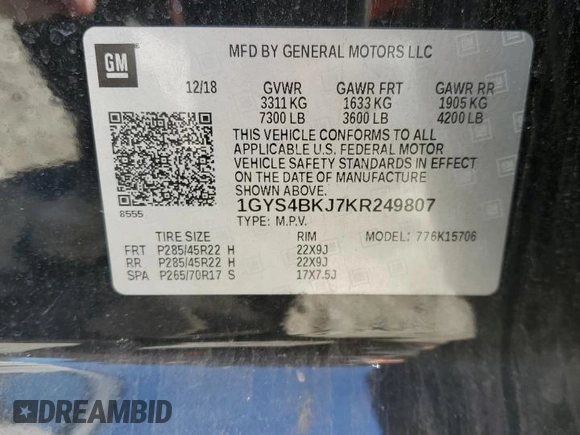 GM
MFD BY GENERAL MOTORS LLC
12/18 GVWR GAWR FRT GAWR RR
3311 KG 1633 KG 1905 KG
7300 LB 3600 LB 4200 LB
THIS VEHICLE CONFORMS TO ALL
APPLICABLE U.S. FEDERAL MOTOR
VEHICLE SAFETY STANDARDS IN EFFECT
ON THE DATE OF MANUFACTURE
SHOWN ABOVE.
8555
1GYS4BKJ7KR249807
TYPE: M.P.V.
TIRE SIZE RIM MODEL: 776K15706
FRT P285/45R22 H 22X9J
RR P285/45R22 H 22X9J
SPA P265/70R17 S 17X7.5J
DREAMBID